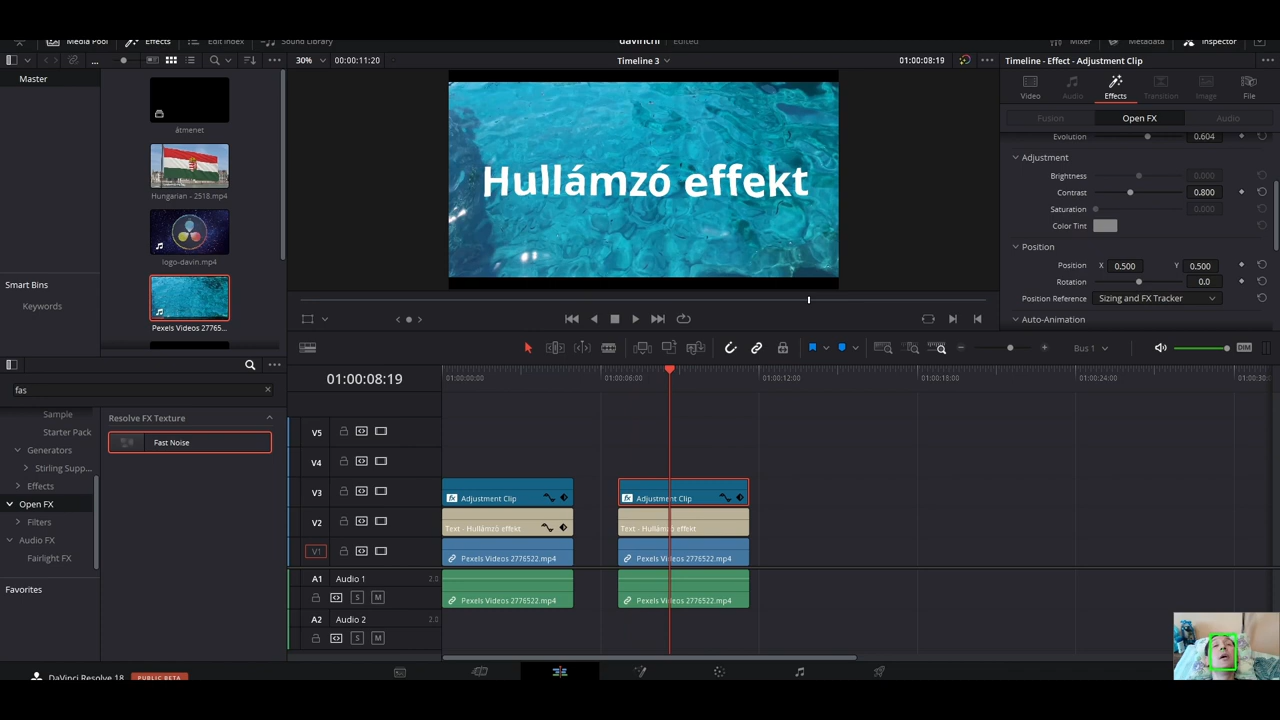 Media Pool Effects Edit Index Sound Library davinchi Edited Mixer Metadata Inspector
... 30% 00:00:11:20 Timeline 3 01:00:08:19 Timeline - Effect - Adjustment Clip
Master
átmenet
Hungarian - 2518.mp4
logo-davin.mp4
Pexels Videos 27765...
Smart Bins
Keywords
Hullámzó effekt
Video Audio Effects Transition Image File
Fusion Open FX Audio
Evolution 0.604
Adjustment
Brightness 0.000
Contrast 0.800
Saturation 0.000
Color Tint
Position
Position X 0.500 Y 0.500
Rotation 0.0
Position Reference Sizing and FX Tracker
Auto-Animation
fas
Sample
Starter Pack
Generators
Stirling Supp...
Effects
Open FX
Filters
Audio FX
Fairlight FX
Favorites
Resolve FX Texture
Fast Noise
Bus 1 DIM
01:00:08:19 01:00:00:00 01:00:06:00 01:00:12:00 01:00:18:00 01:00:24:00 01:00:30:0
V5
V4
V3 Adjustment Clip Adjustment Clip
V2 Text - Hullámzó effekt Text - Hullámzó effekt
V1 Pexels Videos 2776522.mp4 Pexels Videos 2776522.mp4
A1 Audio 1 2.0
S M Pexels Videos 2776522.mp4 Pexels Videos 2776522.mp4
A2 Audio 2 2.0
S M
DaVinci Resolve 18 PUBLIC BETA